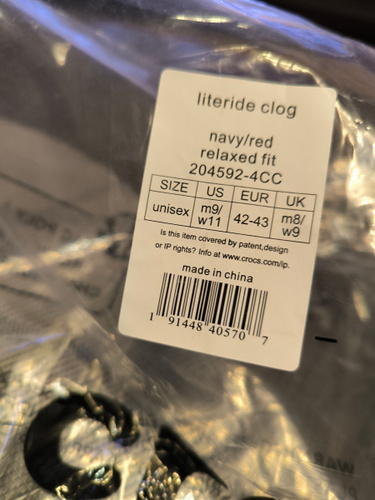 literide clog
navy/red
relaxed fit
204592-4CC
SIZE US EUR UK
unisex m9/w11 42-43 m8/w9
Is this item covered by patent,design
or IP rights? Info at www.crocs.com/ip.
made in china
1 91448 40570 7